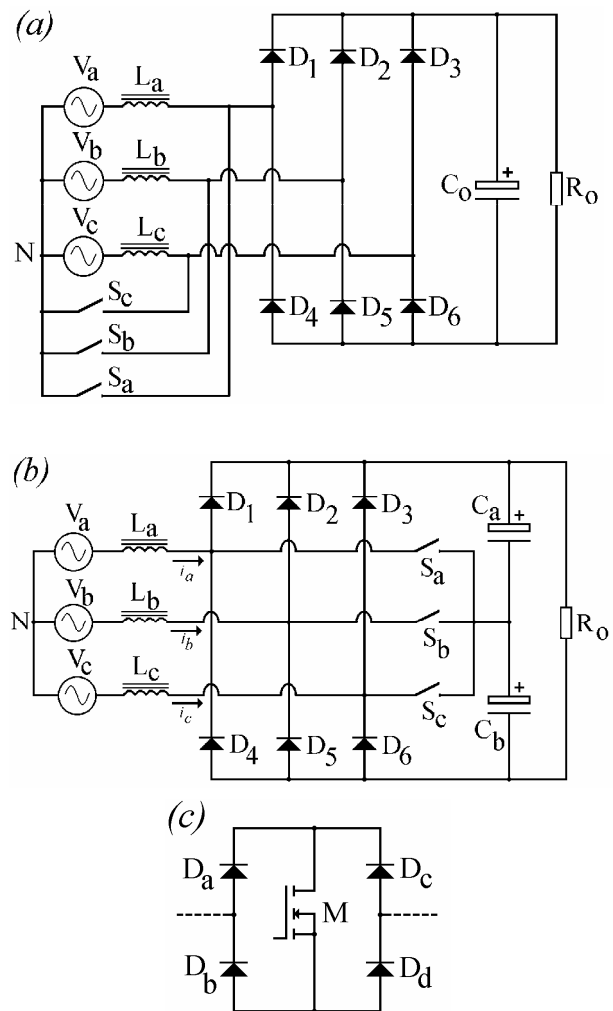 (a)
Va
La
D1
D2
D3
Vb
Lb
Co
+
Ro
N
Vc
Lc
Sc
D4
D5
D6
Sb
Sa
(b)
Va
La
D1
D2
D3
Ca
+
ia
Sa
N
Vb
Lb
ib
Sb
Ro
Vc
Lc
ic
Sc
+
Cb
D4
D5
D6
(c)
Da
Dc
M
Db
Dd